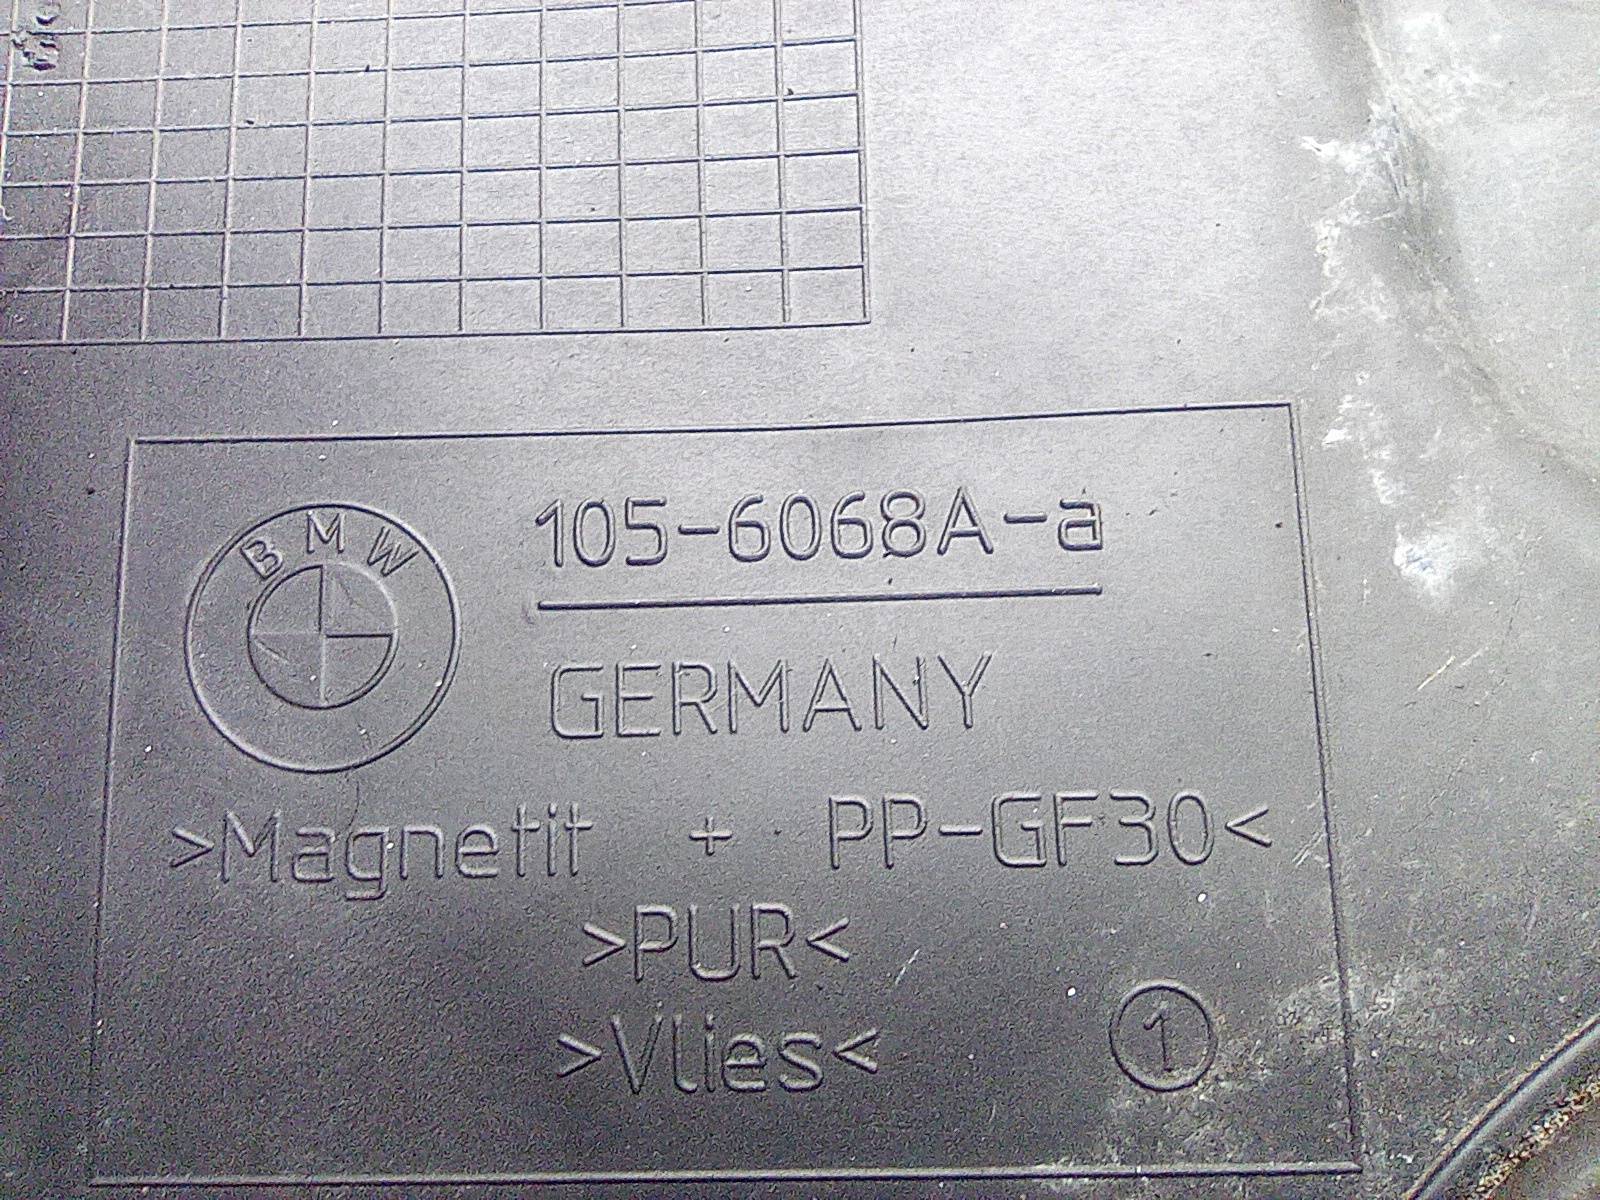 BMW
105-6068A-a
GERMANY
>Magnetit + PP-GF30<
>PUR<
>Vlies<
1